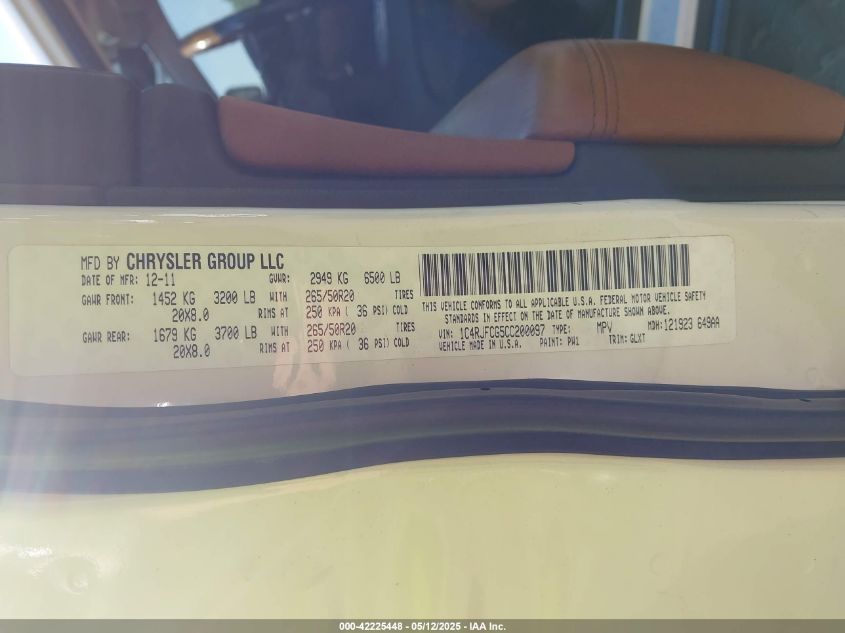 MFD BY CHRYSLER GROUP LLC
DATE OF MFR: 12-11 GVWR: 2949 KG 6500 LB
GAWR FRONT: 1452 KG 3200 LB WITH 265/50R20 TIRES
20X8.0 RIMS AT 250 KPA ( 36 PSI) COLD
GAWR REAR: 1679 KG 3700 LB WITH 265/50R20 TIRES
20X8.0 RIMS AT 250 KPA ( 36 PSI) COLD
THIS VEHICLE CONFORMS TO ALL APPLICABLE U.S.A. FEDERAL MOTOR VEHICLE SAFETY
STANDARDS IN EFFECT ON THE DATE OF MANUFACTURE SHOWN ABOVE.
VIN: 1C4RJFCG5CC200097 TYPE: MPV MDH: 121923 649AA
VEHICLE MADE IN U.S.A. PAINT: PW1 TRIM: GLXT
000-42225448 - 05/12/2025 - IAA Inc.